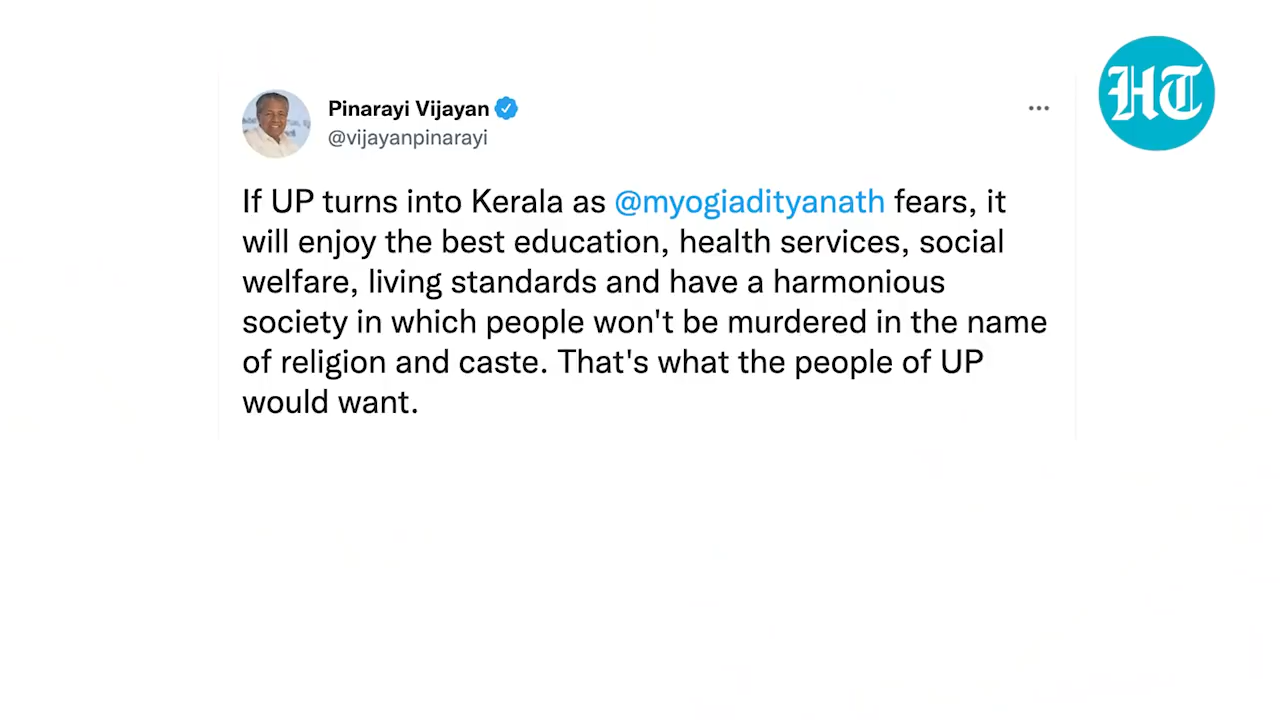 HT
Pinarayi Vijayan
@vijayanpinarayi
If UP turns into Kerala as @myogiadityanath fears, it
will enjoy the best education, health services, social
welfare, living standards and have a harmonious
society in which people won't be murdered in the name
of religion and caste. That's what the people of UP
would want.